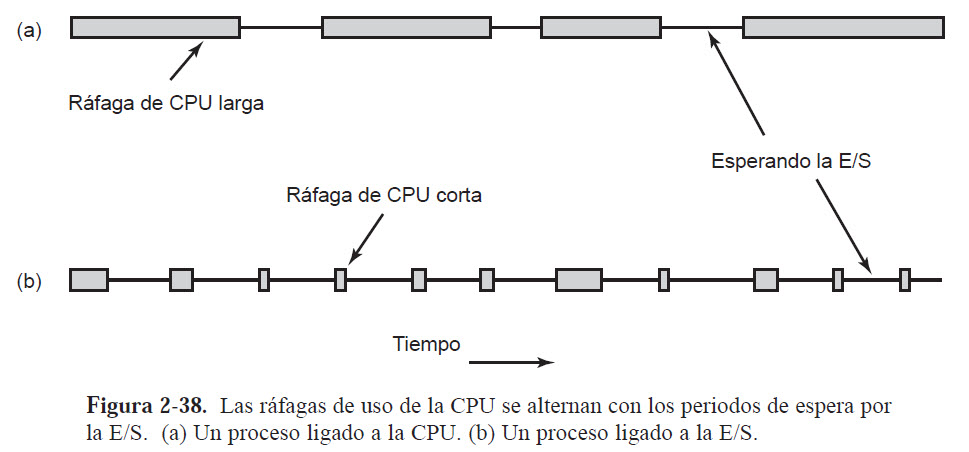 (a)
Ráfaga de CPU larga
Esperando la E/S
Ráfaga de CPU corta
(b)
Tiempo
Figura 2-38. Las ráfagas de uso de la CPU se alternan con los periodos de espera por
la E/S. (a) Un proceso ligado a la CPU. (b) Un proceso ligado a la E/S.